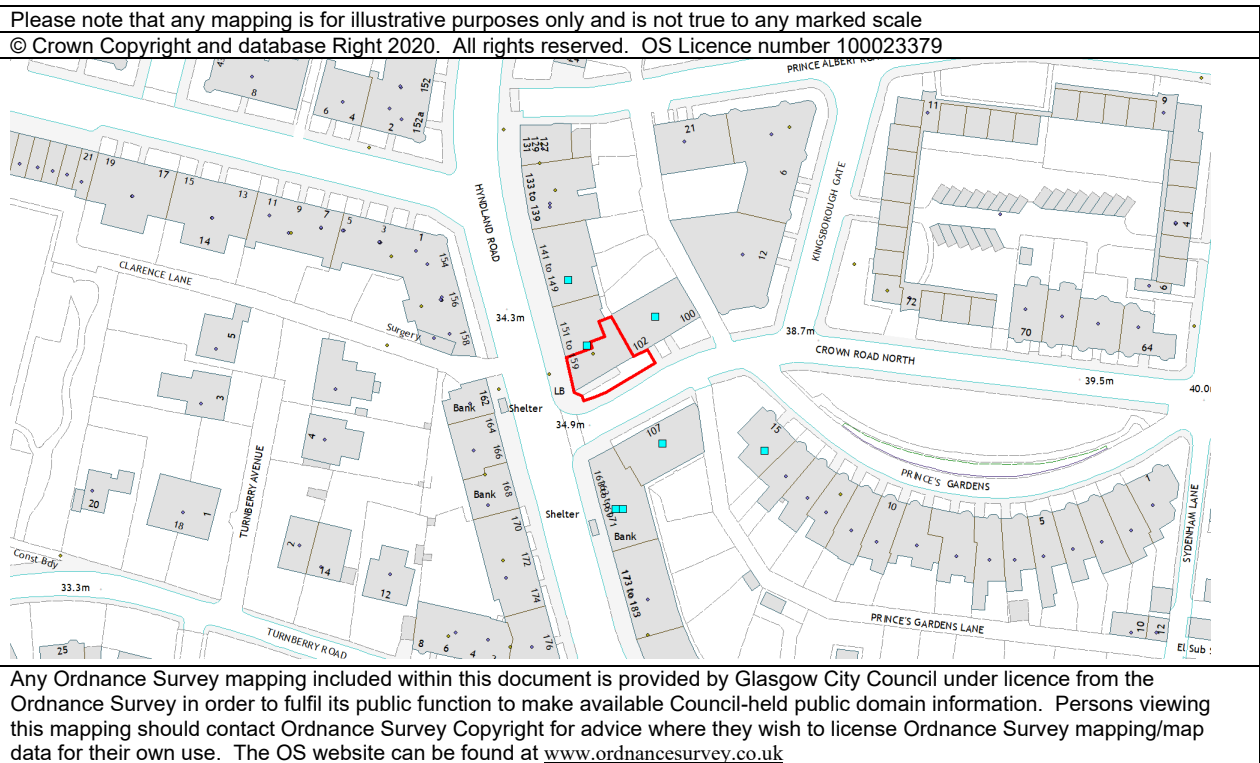 Please note that any mapping is for illustrative purposes only and is not true to any marked scale
© Crown Copyright and database Right 2020. All rights reserved. OS Licence number 100023379
PRINCE ALBERT
8
6
4
2
152
152a
21
6
12
11
9
4
6
72
70
64
KINGSBOROUGH GATE
HYNDLAND ROAD
131
129
127
133 to 139
141 to 149
151 to 159
21
19
17
15
14
13
11
9
7
5
3
1
154
156
158
CLARENCE LANE
Surgery
34.3m
100
102
38.7m
CROWN ROAD NORTH
39.5m
LB
34.9m
5
3
4
20
18
1
2
14
12
TURNBERRY AVENUE
Bank
162
Shelter
164
166
Bank
168
170
172
174
176
107
Shelter
Bank
173 to 183
15
10
5
1
PRINCE'S GARDENS
SYDENHAM LANE
Const Bdy
33.3m
TURNBERRY ROAD
25
8
6
4
PRINCE'S GARDENS LANE
10
12
El Sub
Any Ordnance Survey mapping included within this document is provided by Glasgow City Council under licence from the
Ordnance Survey in order to fulfil its public function to make available Council-held public domain information. Persons viewing
this mapping should contact Ordnance Survey Copyright for advice where they wish to license Ordnance Survey mapping/map
data for their own use. The OS website can be found at www.ordnancesurvey.co.uk